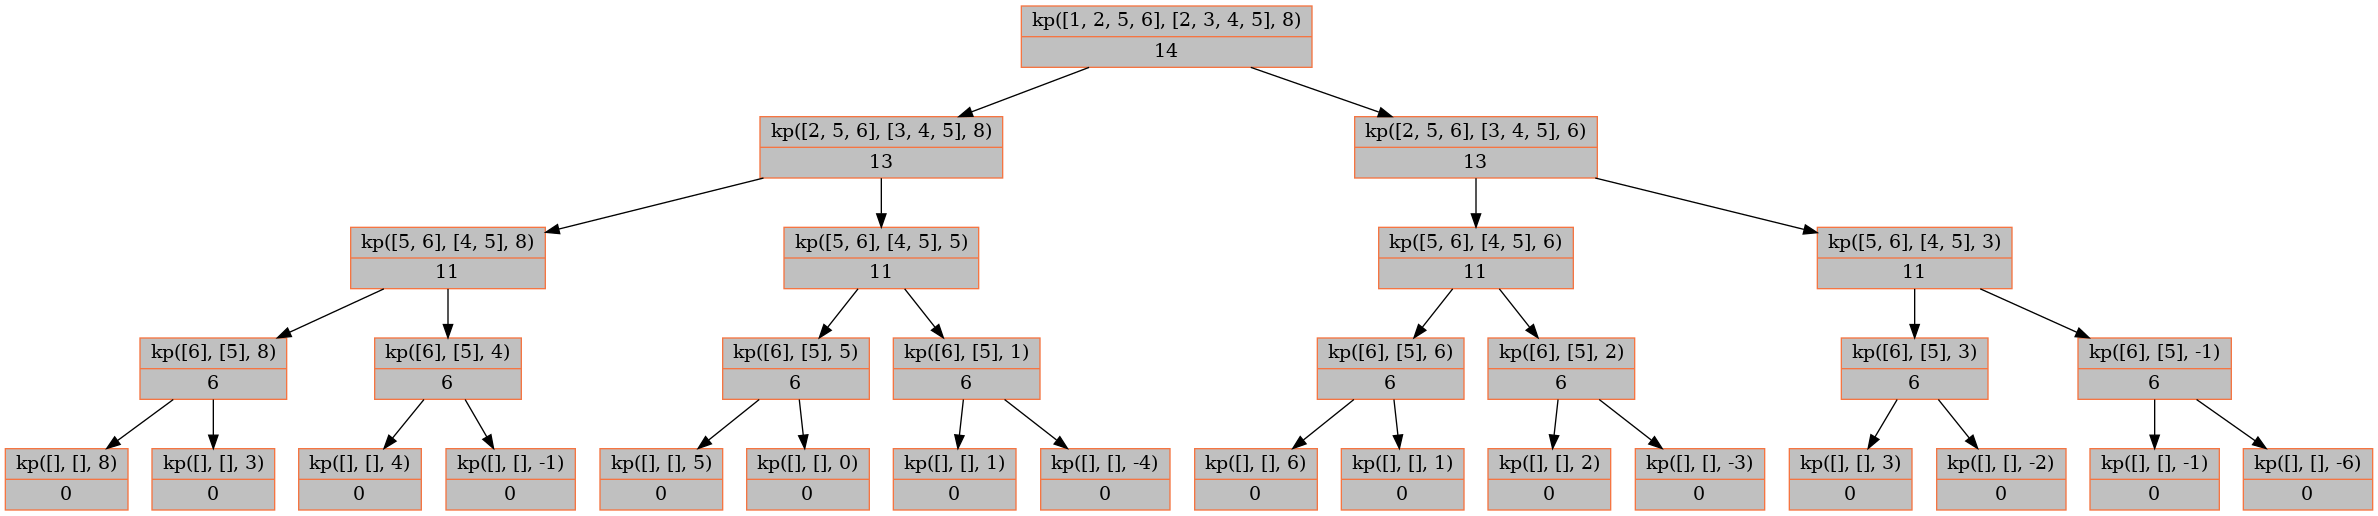 kp([1, 2, 5, 6], [2, 3, 4, 5], 8)
14
kp([2, 5, 6], [3, 4, 5], 8)
13
kp([2, 5, 6], [3, 4, 5], 6)
13
kp([5, 6], [4, 5], 8)
11
kp([5, 6], [4, 5], 5)
11
kp([5, 6], [4, 5], 6)
11
kp([5, 6], [4, 5], 3)
11
kp([6], [5], 8)
6
kp([6], [5], 4)
6
kp([6], [5], 5)
6
kp([6], [5], 1)
6
kp([6], [5], 6)
6
kp([6], [5], 2)
6
kp([6], [5], 3)
6
kp([6], [5], -1)
6
kp([], [], 8)
0
kp([], [], 3)
0
kp([], [], 4)
0
kp([], [], -1)
0
kp([], [], 5)
0
kp([], [], 0)
0
kp([], [], 1)
0
kp([], [], -4)
0
kp([], [], 6)
0
kp([], [], 1)
0
kp([], [], 2)
0
kp([], [], -3)
0
kp([], [], 3)
0
kp([], [], -2)
0
kp([], [], -1)
0
kp([], [], -6)
0